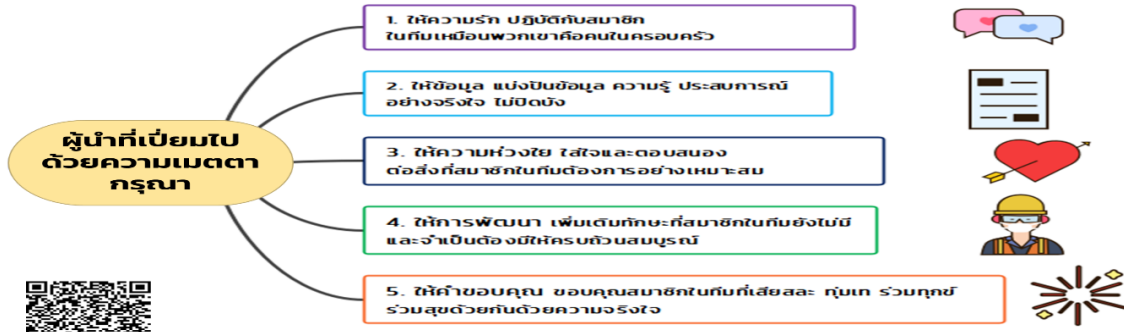 ผู้นำที่เปี่ยมไป
ด้วยความเมตตา
กรุณา
1. ให้ความรัก ปฏิบัติกับสมาชิก
ในทีมเหมือนพวกเขาคือคนในครอบครัว
2. ให้ข้อมูล แบ่งปันข้อมูล ความรู้ ประสบการณ์
อย่างจริงใจ ไม่ปิดบัง
3. ให้ความห่วงใย ใส่ใจและตอบสนอง
ต่อสิ่งที่สมาชิกในทีมต้องการอย่างเหมาะสม
4. ให้การพัฒนา เพิ่มเติมทักษะที่สมาชิกในทีมยังไม่มี
และจำเป็นต้องมีให้ครบถ้วนสมบูรณ์
5. ให้คำขอบคุณ ขอบคุณสมาชิกในทีมที่เสียสละ ทุ่มเท ร่วมทุกข์
ร่วมสุขด้วยกันด้วยความจริงใจ